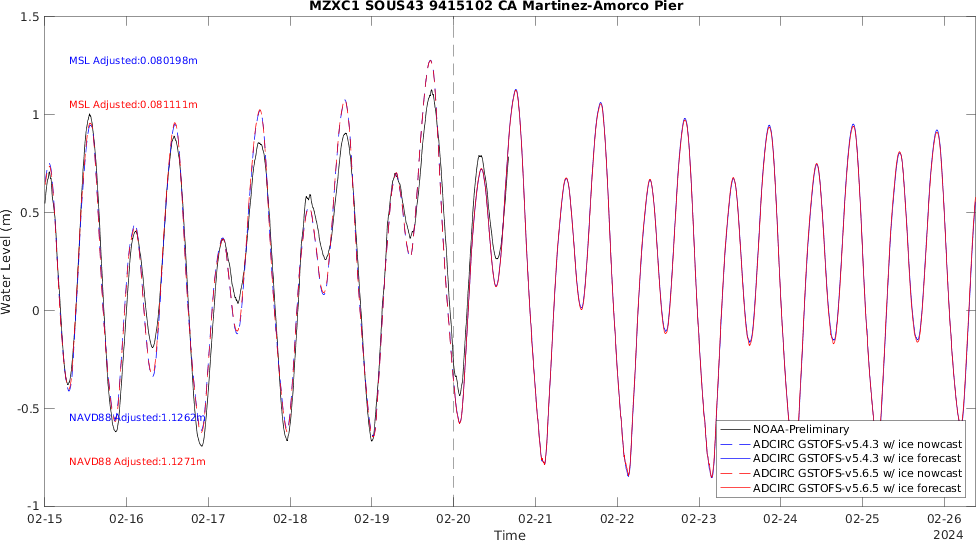 MZXC1 SOUS43 9415102 CA Martinez-Amorco Pier
1.5
1
0.5
0
-0.5
-1
Water Level (m)
MSL Adjusted:0.080198m
MSL Adjusted:0.081111m
NAVD88 Adjusted:1.1262m
NAVD88 Adjusted:1.1271m
NOAA-Preliminary
ADCIRC GSTOFS-v5.4.3 w/ ice nowcast
ADCIRC GSTOFS-v5.4.3 w/ ice forecast
ADCIRC GSTOFS-v5.6.5 w/ ice nowcast
ADCIRC GSTOFS-v5.6.5 w/ ice forecast
02-15 02-16 02-17 02-18 02-19 02-20 02-21 02-22 02-23 02-24 02-25 02-26
Time
2024